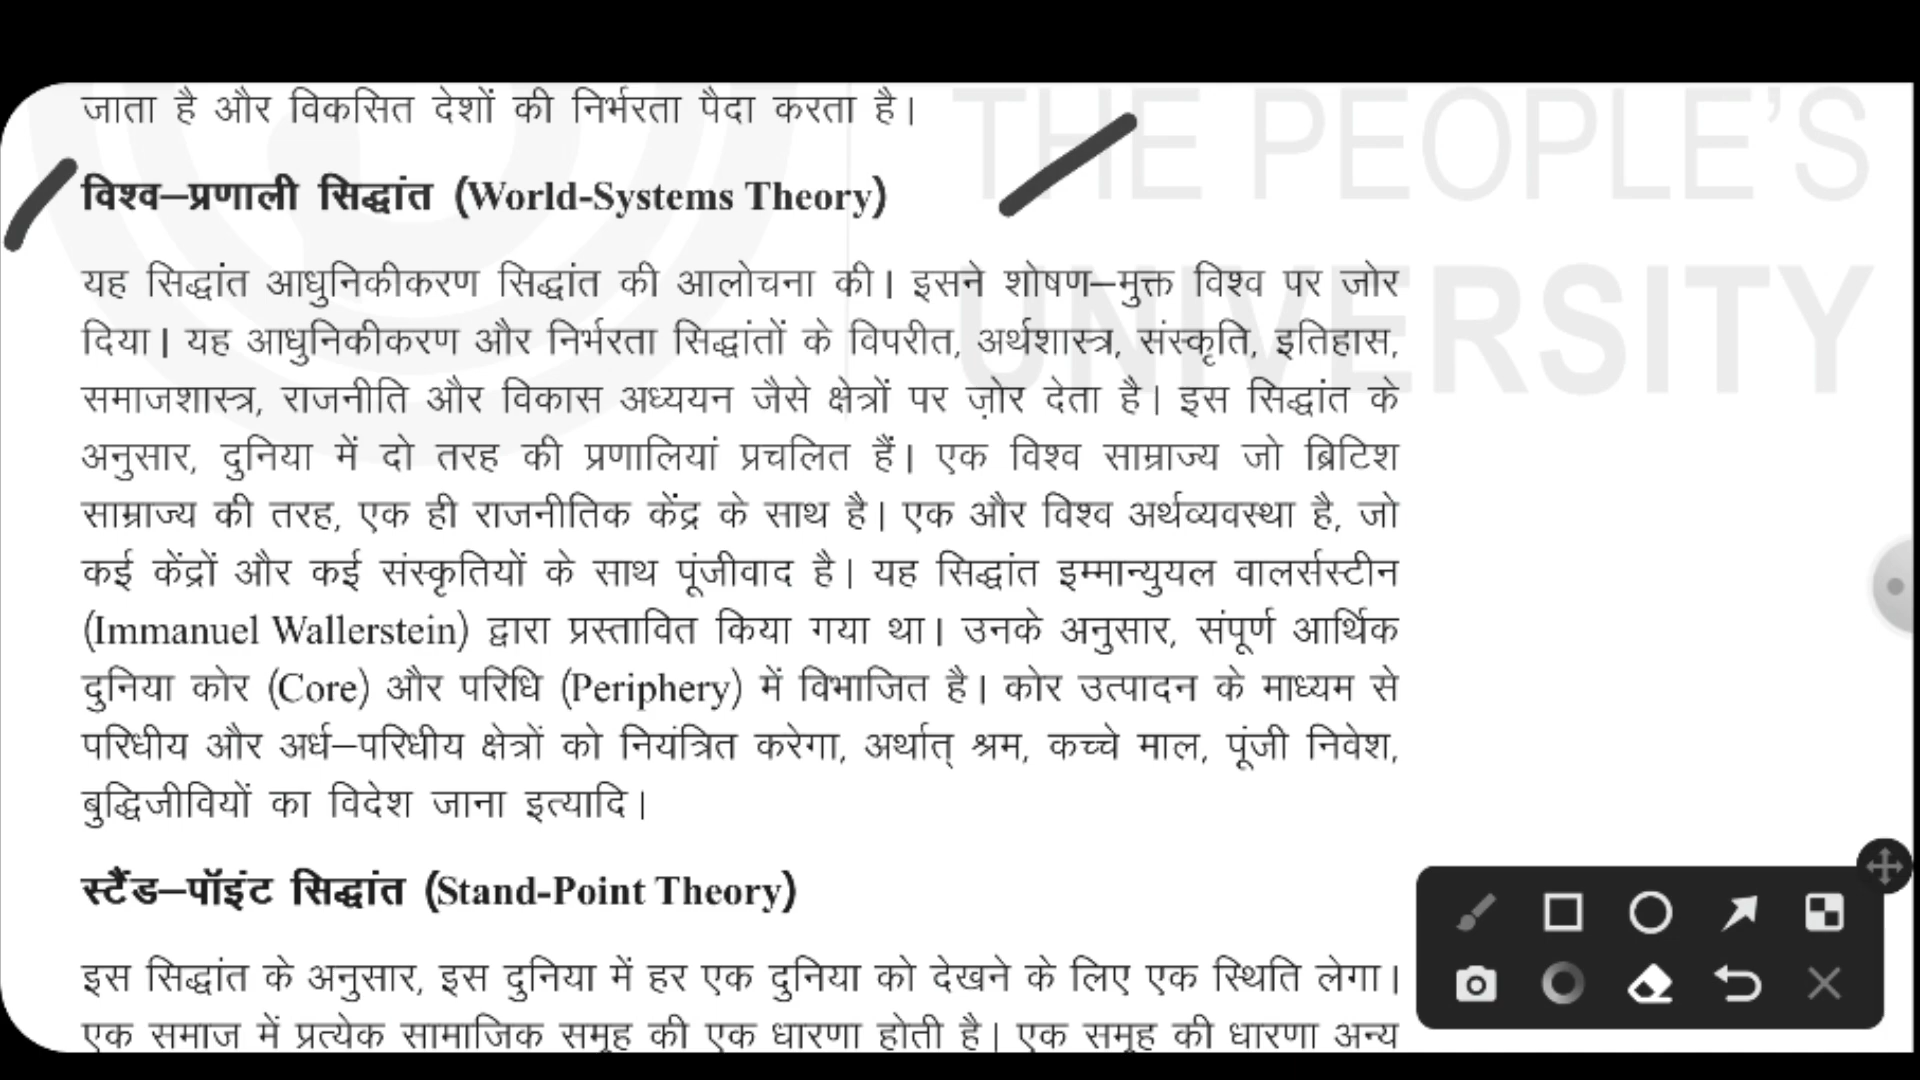 जाता है और विकसित देशों की निर्भरता पैदा करता है।
THE PEOPLE'S
UNIVERSITY
विश्व–प्रणाली सिद्धांत (World-Systems Theory)
यह सिद्धांत आधुनिकीकरण सिद्धांत की आलोचना की। इसने शोषण–मुक्त विश्व पर जोर
दिया। यह आधुनिकीकरण और निर्भरता सिद्धांतों के विपरीत, अर्थशास्त्र, संस्कृति, इतिहास,
समाजशास्त्र, राजनीति और विकास अध्ययन जैसे क्षेत्रों पर ज़ोर देता है। इस सिद्धांत के
अनुसार, दुनिया में दो तरह की प्रणालियां प्रचलित हैं। एक विश्व साम्राज्य जो ब्रिटिश
साम्राज्य की तरह, एक ही राजनीतिक केंद्र के साथ है। एक और विश्व अर्थव्यवस्था है, जो
कई केंद्रों और कई संस्कृतियों के साथ पूंजीवाद है। यह सिद्धांत इम्मान्युयल वालर्सस्टीन
(Immanuel Wallerstein) द्वारा प्रस्तावित किया गया था। उनके अनुसार, संपूर्ण आर्थिक
दुनिया कोर (Core) और परिधि (Periphery) में विभाजित है। कोर उत्पादन के माध्यम से
परिधीय और अर्ध–परिधीय क्षेत्रों को नियंत्रित करेगा, अर्थात् श्रम, कच्चे माल, पूंजी निवेश,
बुद्धिजीवियों का विदेश जाना इत्यादि।
स्टैंड–पॉइंट सिद्धांत (Stand-Point Theory)
इस सिद्धांत के अनुसार, इस दुनिया में हर एक दुनिया को देखने के लिए एक स्थिति लेगा।
एक समाज में प्रत्येक सामाजिक समूह की एक धारणा होती है। एक समूह की धारणा अन्य